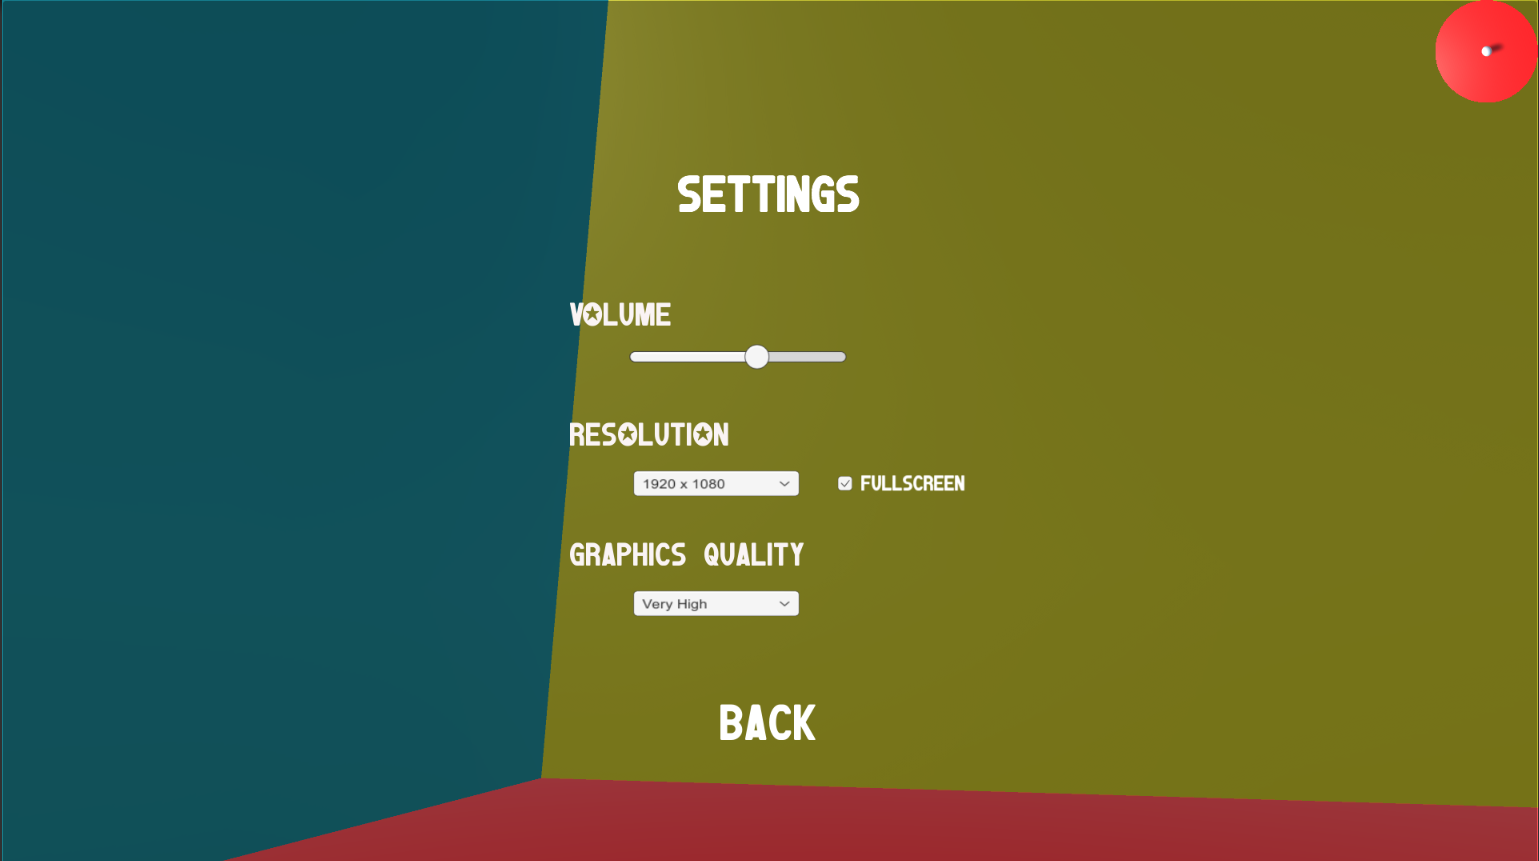 SETTINGS
VOLUME
RESOLUTION
1920 x 1080 FULLSCREEN
GRAPHICS QUALITY
Very High
BACK